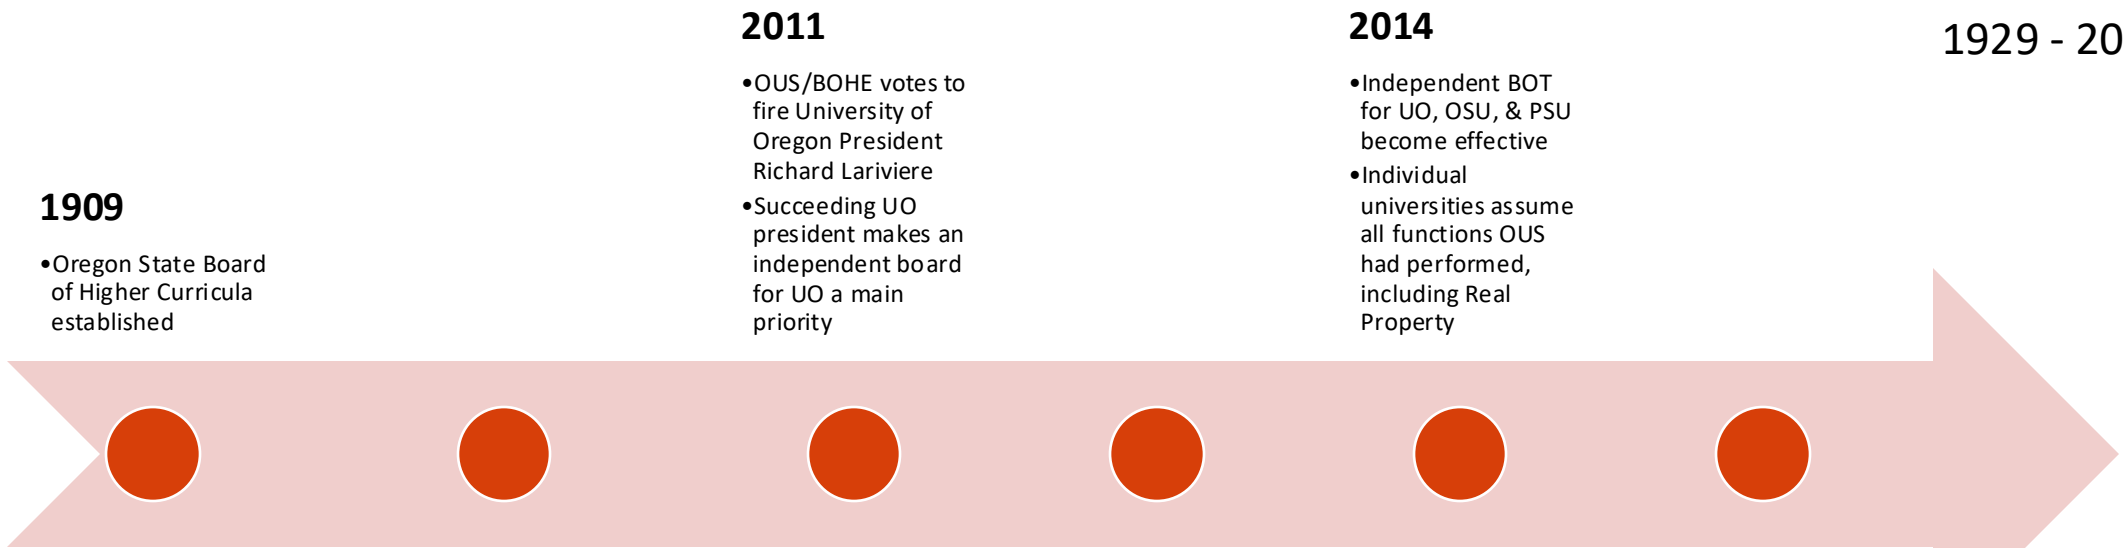 1909
•Oregon State Board
of Higher Curricula
established
2011
•OUS/BOHE votes to
fire University of
Oregon President
Richard Lariviere
•Succeeding UO
president makes an
independent board
for UO a main
priority
2014
•Independent BOT
for UO, OSU, & PSU
become effective
•Individual
universities assume
all functions OUS
had performed,
including Real
Property
1929 - 20